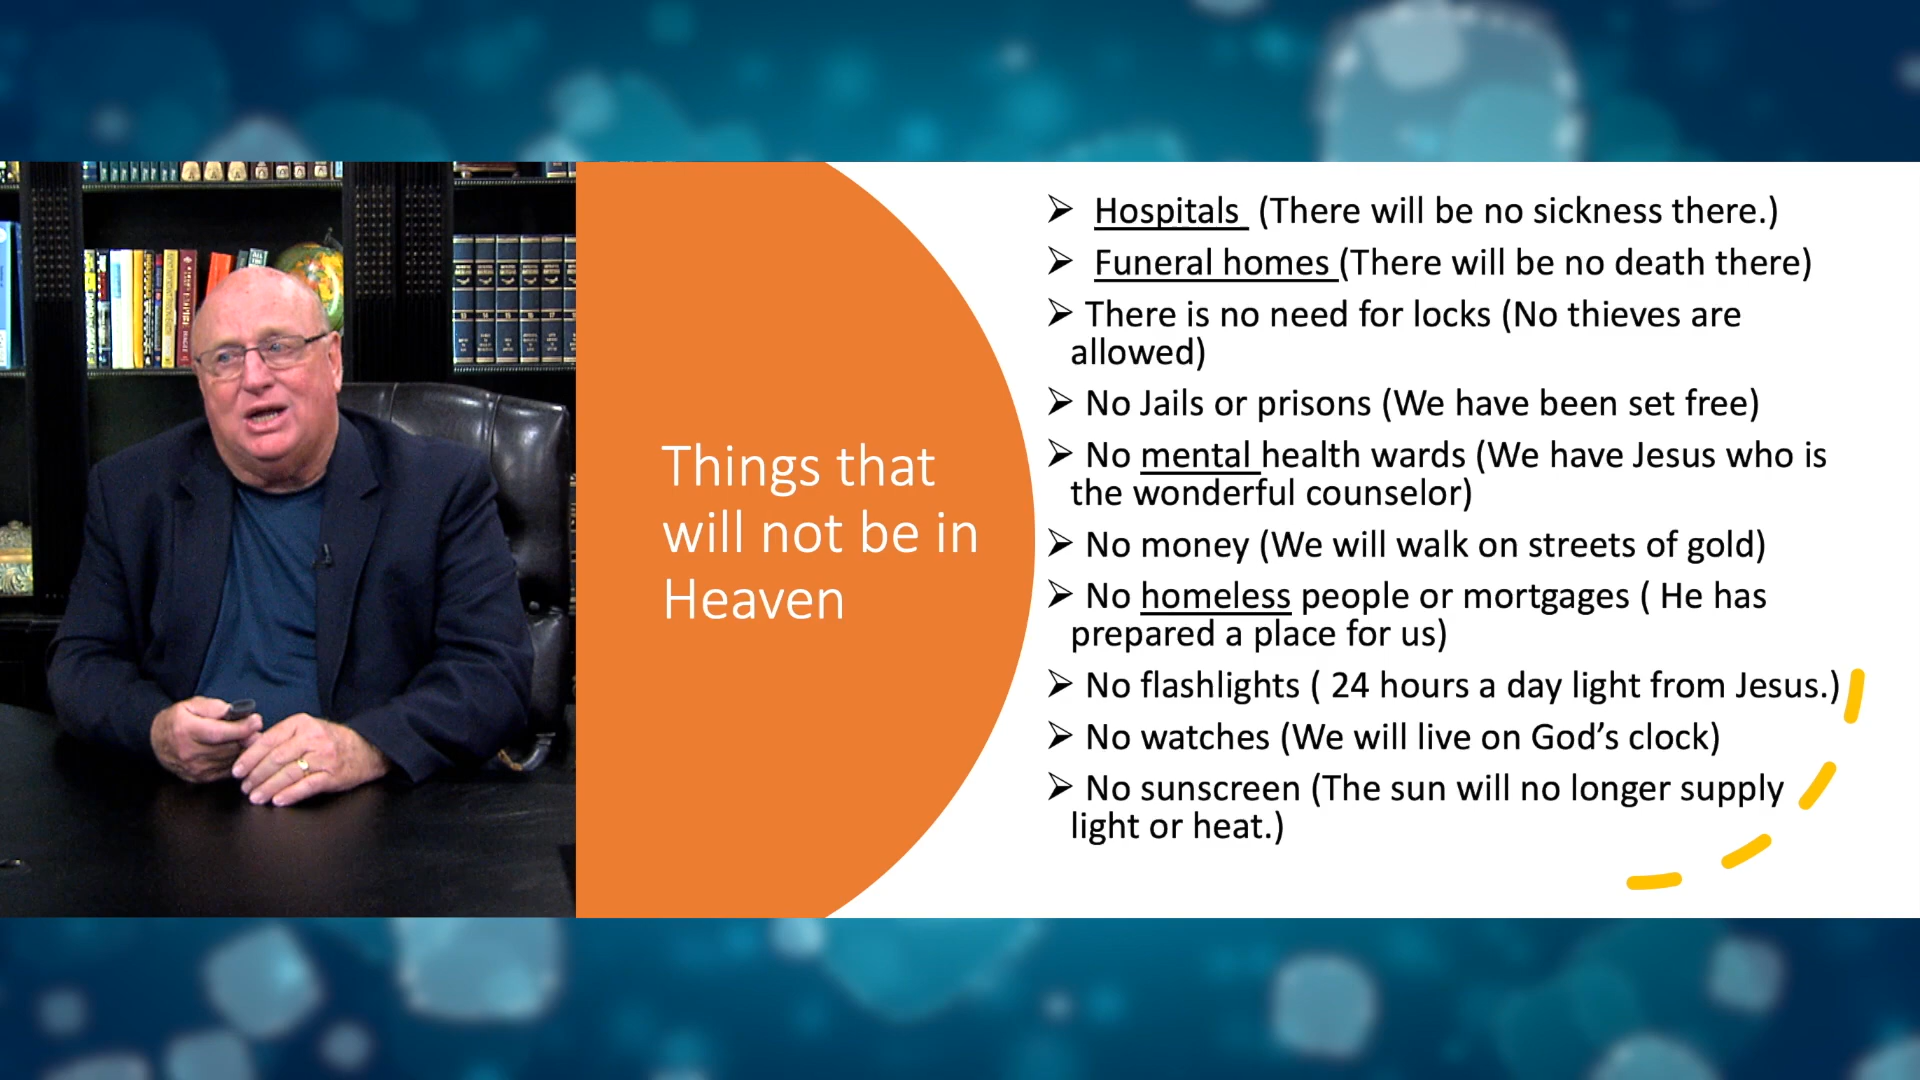 Things that
will not be in
Heaven
➢ Hospitals (There will be no sickness there.)
➢ Funeral homes (There will be no death there)
➢ There is no need for locks (No thieves are
allowed)
➢ No Jails or prisons (We have been set free)
➢ No mental health wards (We have Jesus who is
the wonderful counselor)
➢ No money (We will walk on streets of gold)
➢ No homeless people or mortgages ( He has
prepared a place for us)
➢ No flashlights ( 24 hours a day light from Jesus.)
➢ No watches (We will live on God’s clock)
➢ No sunscreen (The sun will no longer supply
light or heat.)